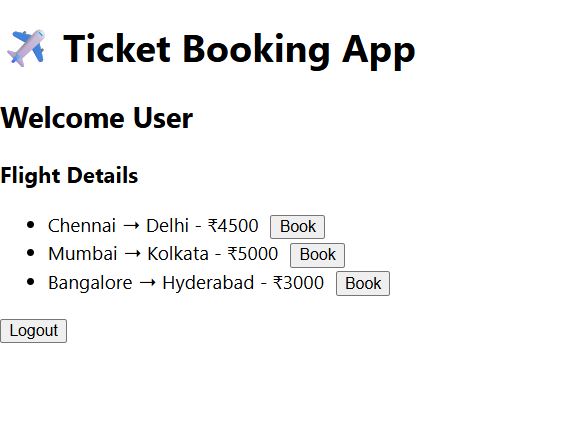 ✈️ Ticket Booking App
Welcome User
Flight Details
• Chennai → Delhi - ₹4500 Book
• Mumbai → Kolkata - ₹5000 Book
• Bangalore → Hyderabad - ₹3000 Book
Logout